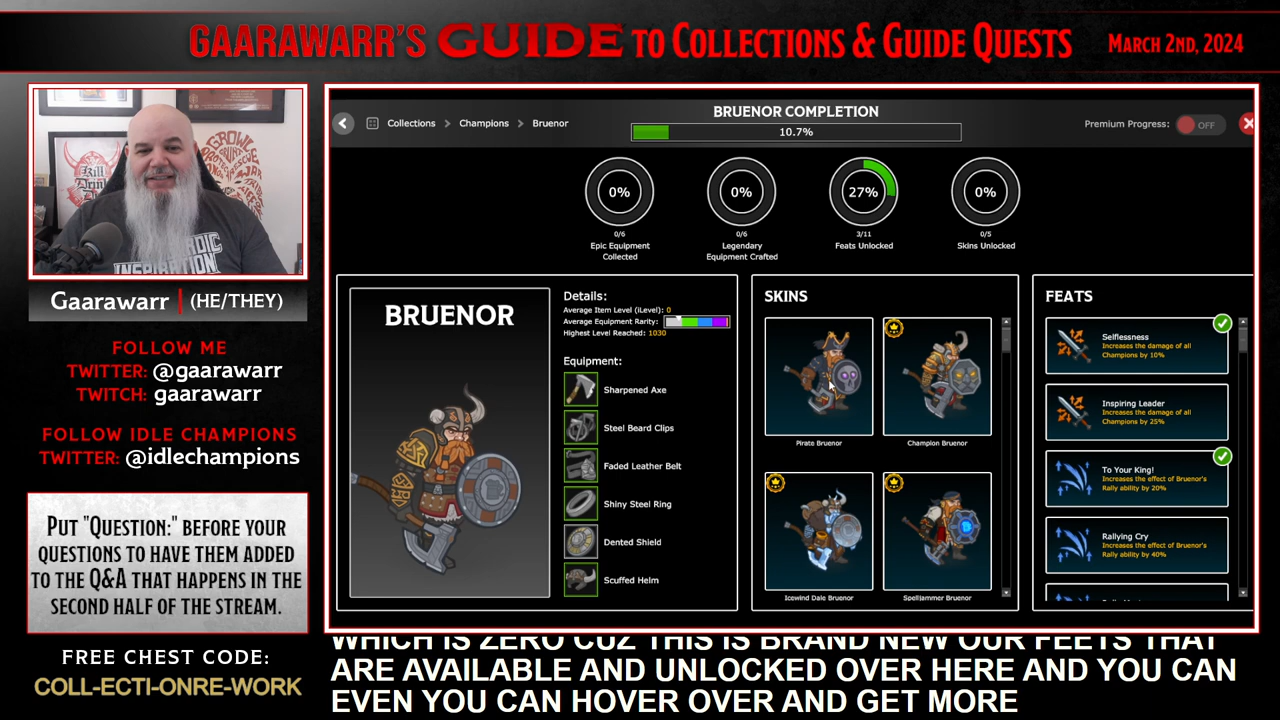 GAARAWARR'S GUIDE TO COLLECTIONS & GUIDE QUESTS
MARCH 2ND, 2024
Gaarawarr | (HE/THEY)
FOLLOW ME
TWITTER: @gaarawarr
TWITCH: gaarawarr
FOLLOW IDLE CHAMPIONS
TWITTER: @idlechampions
PUT "QUESTION:" BEFORE YOUR
QUESTIONS TO HAVE THEM ADDED
TO THE Q&A THAT HAPPENS IN THE
SECOND HALF OF THE STREAM.
FREE CHEST CODE:
COLL-ECTI-ONRE-WORK
Collections > Champions > Bruenor
BRUENOR COMPLETION
10.7%
Premium Progress: OFF
0%
0/6
Epic Equipment
Collected
0%
0/6
Legendary
Equipment Crafted
27%
3/11
Feats Unlocked
0%
0/5
Skins Unlocked
BRUENOR
Details:
Average Item Level (iLevel): 0
Average Equipment Rarity:
Highest Level Reached: 1030
Equipment:
Sharpened Axe
Steel Beard Clips
Faded Leather Belt
Shiny Steel Ring
Dented Shield
Scuffed Helm
SKINS
Pirate Bruenor
Champion Bruenor
Icewind Dale Bruenor
Spelljammer Bruenor
FEATS
Selflessness
Increases the damage of all
Champions by 10%
Inspiring Leader
Increases the damage of all
Champions by 25%
To Your King!
Increases the effect of Bruenor's
Rally ability by 20%
Rallying Cry
Increases the effect of Bruenor's
Rally ability by 40%
WHICH IS ZERO CUZ THIS IS BRAND NEW OUR FEETS THAT
ARE AVAILABLE AND UNLOCKED OVER HERE AND YOU CAN
EVEN YOU CAN HOVER OVER AND GET MORE